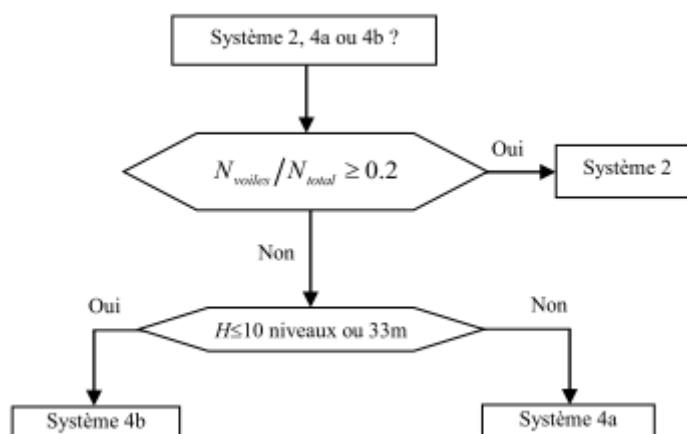 Système 2, 4a ou 4b ?
N_voiles/N_total ≥ 0.2
Oui
Système 2
Non
Oui
Non
H≤10 niveaux ou 33m
Système 4b
Système 4a